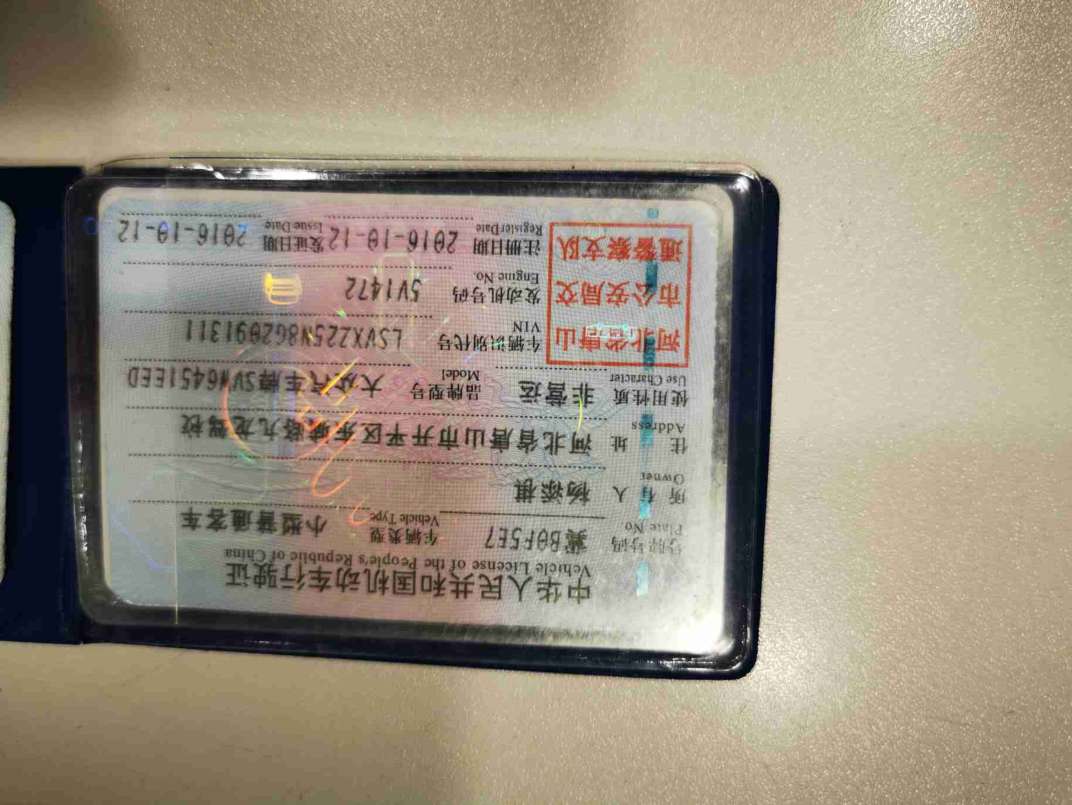 中华人民共和国机动车行驶证
Vehicle License of the People's Republic of China
号牌号码 冀B0F5E7 车辆类型 小型普通客车
Plate No. Vehicle Type
所有人 杨徐棋
Owner
住址 河北省唐山市开平区东城路九龙驾校
Address
使用性质 非营运 品牌型号 大众汽车牌SVW6451EED
Use Character Model
河北省唐山市公安局交通警察支队
车辆识别代号 LSVXZ25N8G2091311
VIN
发动机号码 5V1472
Engine No.
注册日期 2016-10-12 发证日期 2016-10-12
Register Date Issue Date